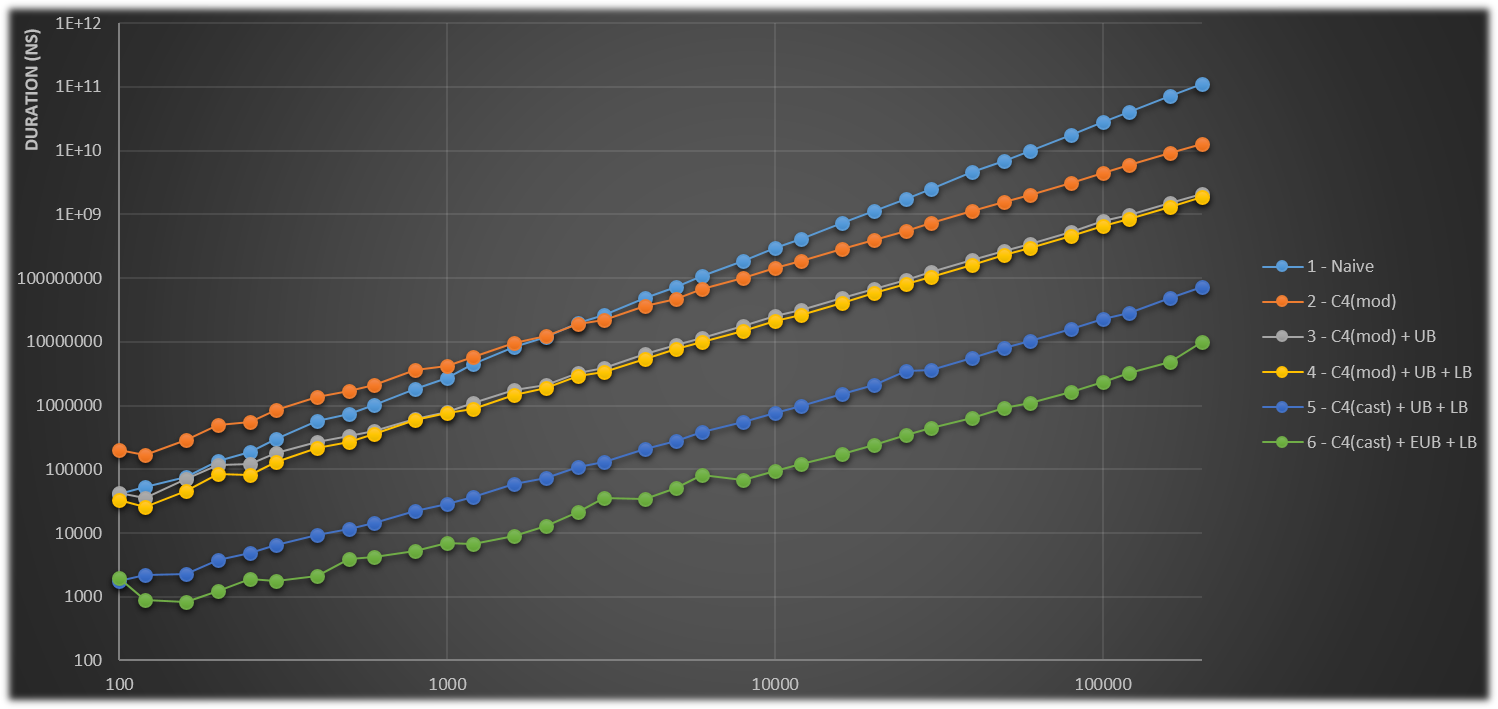 DURATION (NS)
1E+12
1E+11
1E+10
1E+09
100000000
10000000
1000000
100000
10000
1000
100
100
1000
10000
100000
1 - Naive
2 - C4(mod)
3 - C4(mod) + UB
4 - C4(mod) + UB + LB
5 - C4(cast) + UB + LB
6 - C4(cast) + EUB + LB